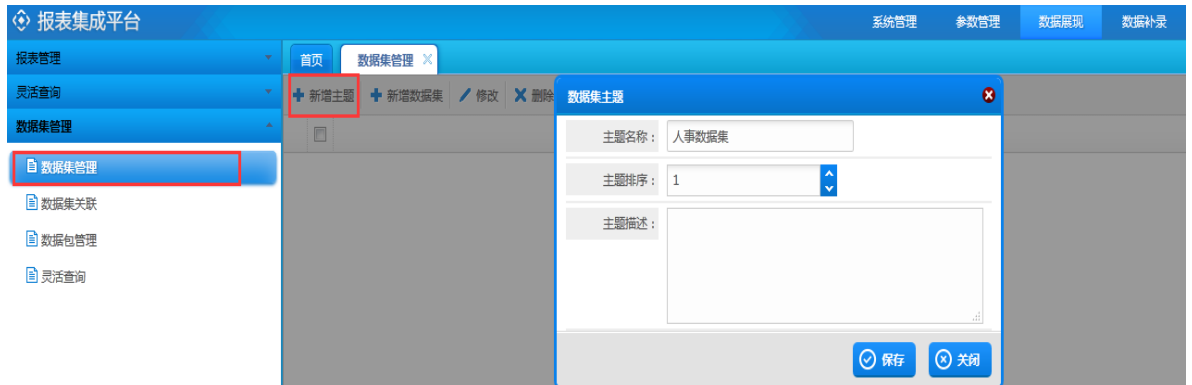 报表集成平台
系统管理 参数管理 数据展现 数据补录
报表管理
灵活查询
数据集管理
数据集管理
数据集关联
数据包管理
灵活查询
首页 数据集管理
新增主题 新增数据集 修改 删除
数据集主题
主题名称： 人事数据集
主题排序： 1
主题描述：
保存 关闭